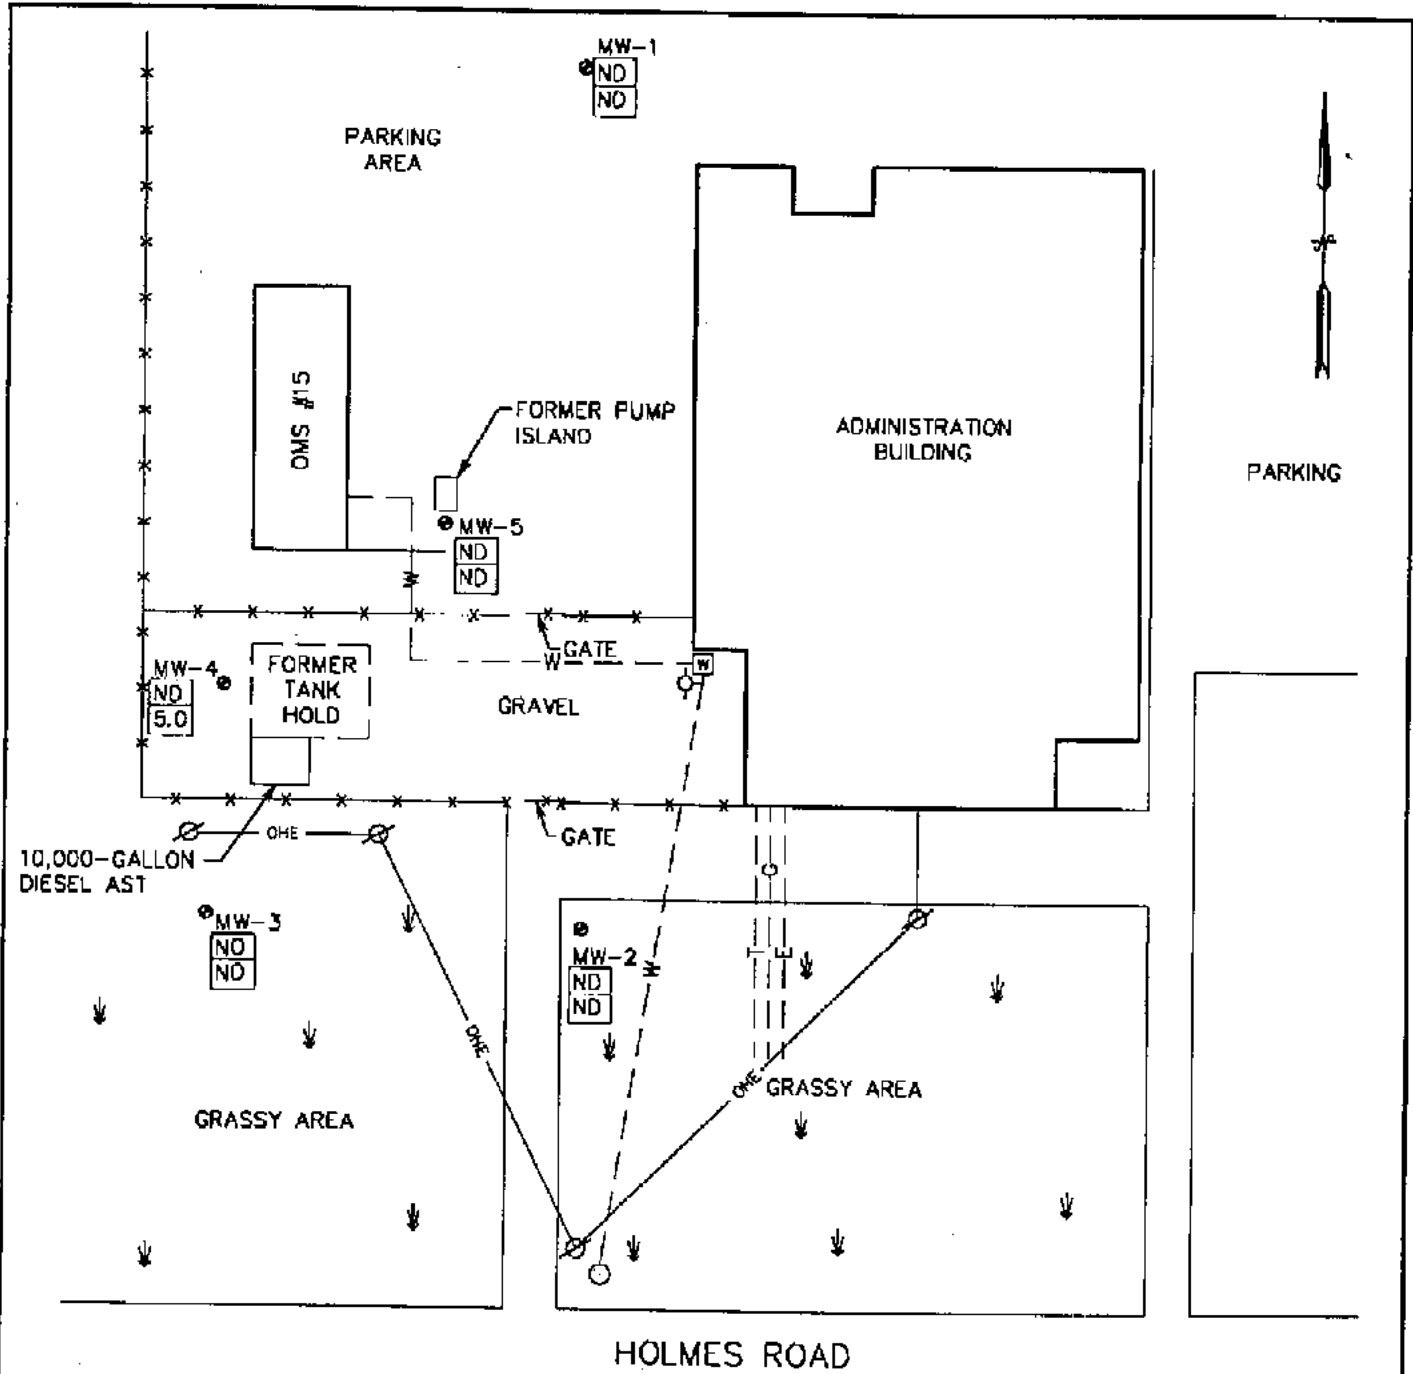 MW-1
ND
ND
PARKING
AREA
OMS #15
FORMER PUMP
ISLAND
ADMINISTRATION
BUILDING
PARKING
MW-5
ND
ND
W
GATE
W
W
MW-4
ND
5.0
FORMER
TANK
HOLD
GRAVEL
OHE
GATE
10,000-GALLON
DIESEL AST
G
MW-3
ND
ND
MW-2
ND
ND
W
T
E
OHE
OHE
GRASSY AREA
GRASSY AREA
HOLMES ROAD